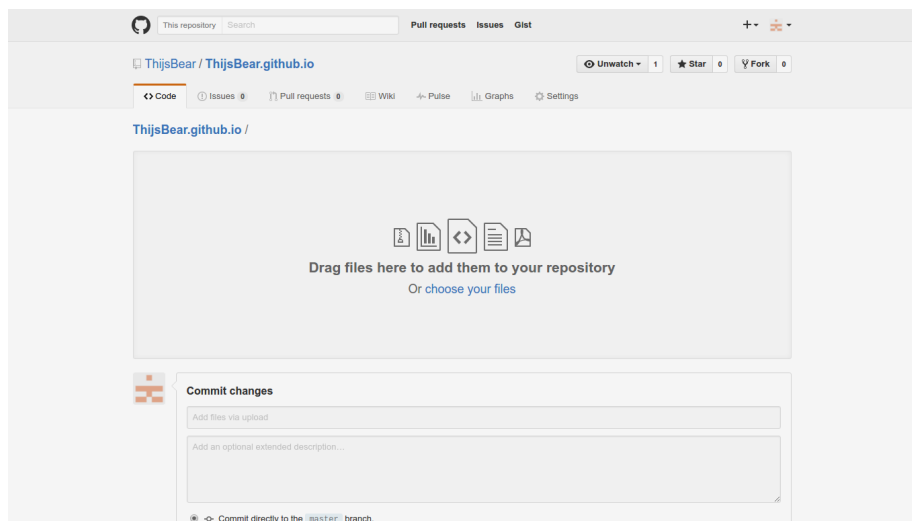 This repository Search Pull requests Issues Gist
ThijsBear / ThijsBear.github.io Unwatch 1 Star 0 Fork 0
Code Issues 0 Pull requests 0 Wiki Pulse Graphs Settings
ThijsBear.github.io /
Drag files here to add them to your repository
Or choose your files
Commit changes
Add files via upload
Add an optional extended description...
Commit directly to the master branch.